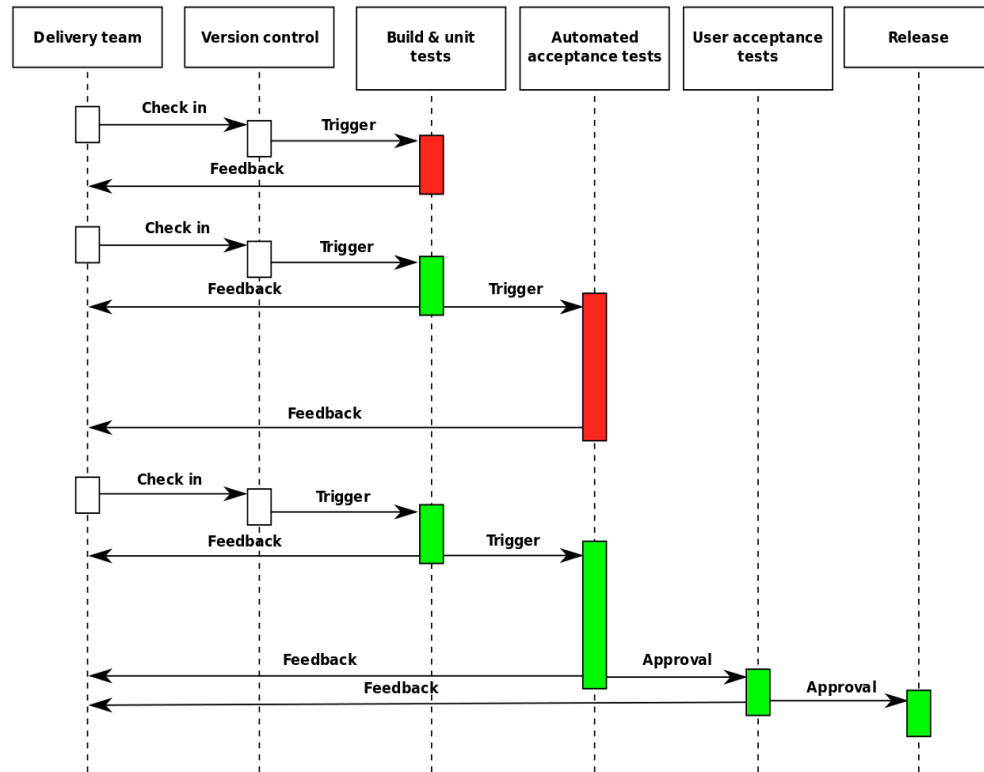 Delivery team
Version control
Build & unit
tests
Automated
acceptance tests
User acceptance
tests
Release
Check in
Trigger
Feedback
Check in
Trigger
Feedback
Trigger
Feedback
Check in
Trigger
Feedback
Trigger
Feedback
Approval
Feedback
Approval